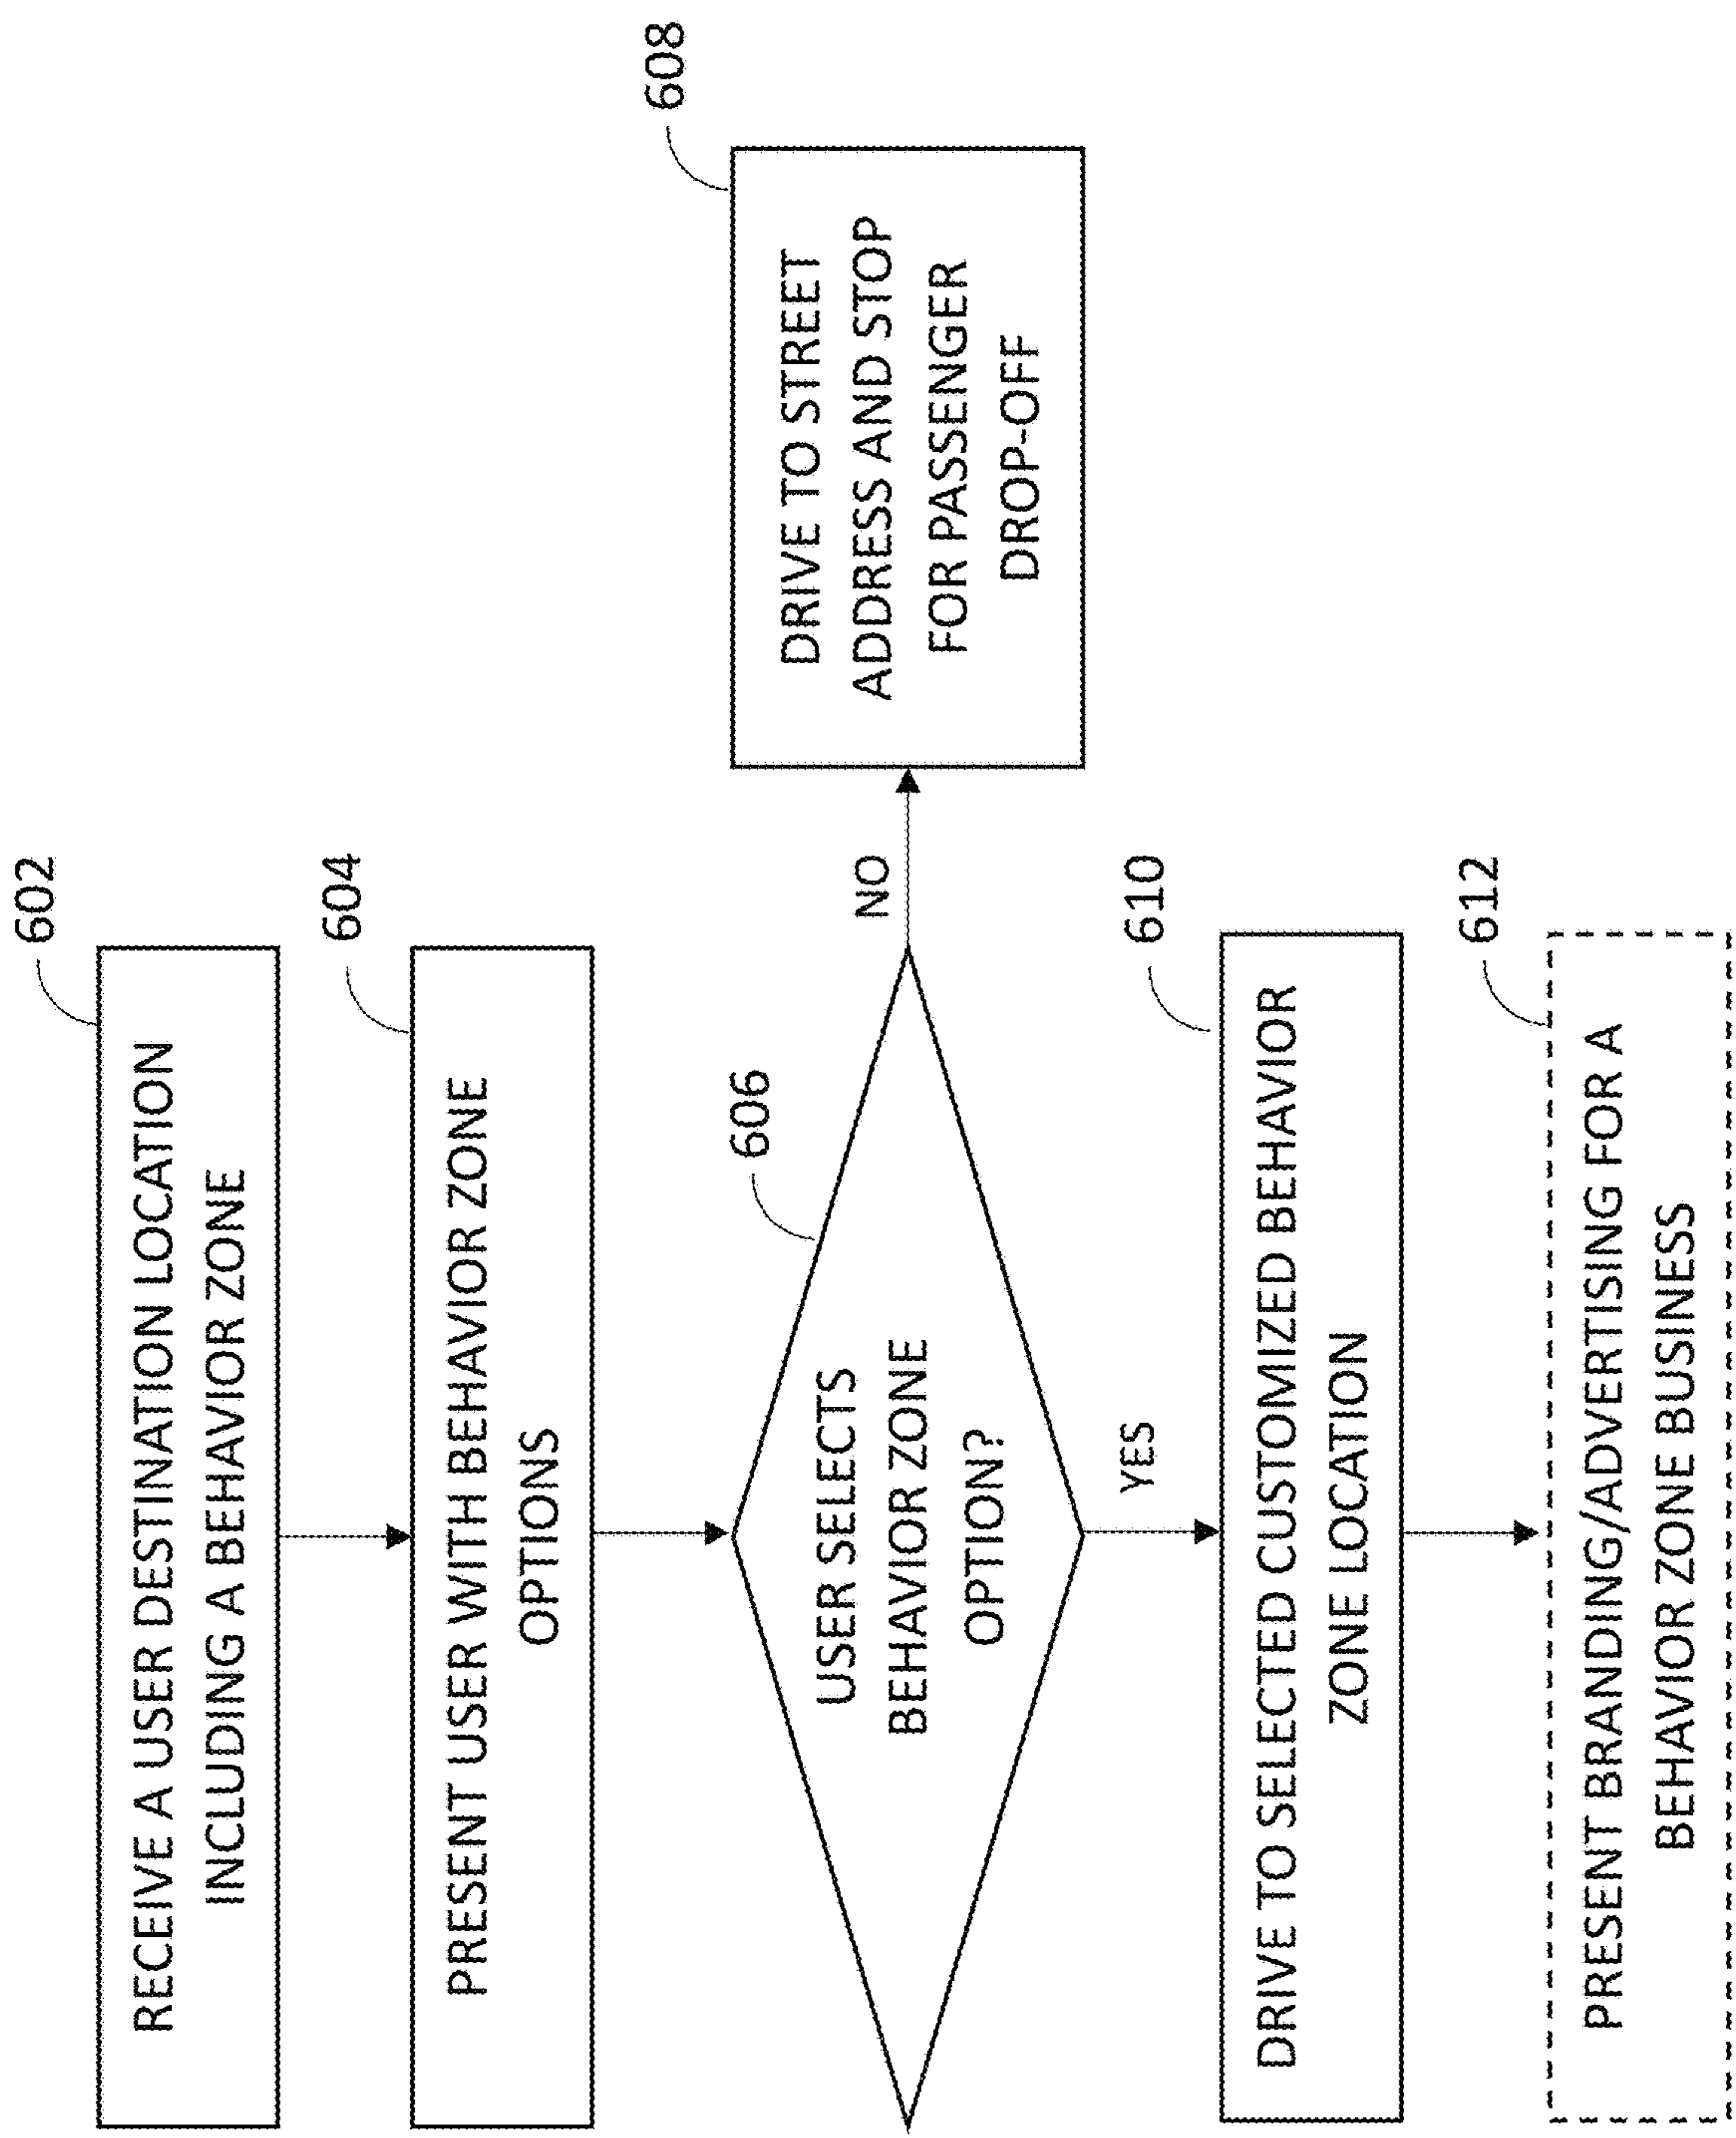 602
RECEIVE A USER DESTINATION LOCATION
INCLUDING A BEHAVIOR ZONE
604
PRESENT USER WITH BEHAVIOR ZONE
OPTIONS
606
USER SELECTS
BEHAVIOR ZONE
OPTION?
NO
608
DRIVE TO STREET
ADDRESS AND STOP
FOR PASSENGER
DROP-OFF
YES
610
DRIVE TO SELECTED CUSTOMIZED BEHAVIOR
ZONE LOCATION
612
PRESENT BRANDING/ADVERTISING FOR A
BEHAVIOR ZONE BUSINESS